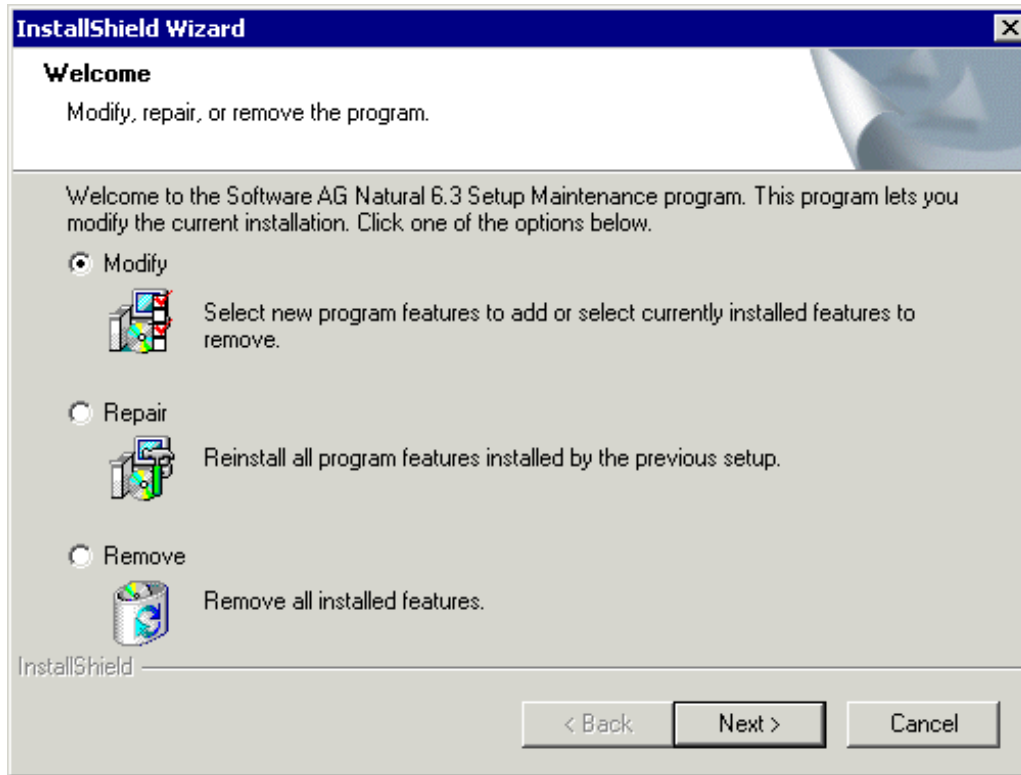 InstallShield Wizard
Welcome
Modify, repair, or remove the program.
Welcome to the Software AG Natural 6.3 Setup Maintenance program. This program lets you
modify the current installation. Click one of the options below.
Modify
Select new program features to add or select currently installed features to
remove.
Repair
Reinstall all program features installed by the previous setup.
Remove
Remove all installed features.
InstallShield
< Back
Next >
Cancel